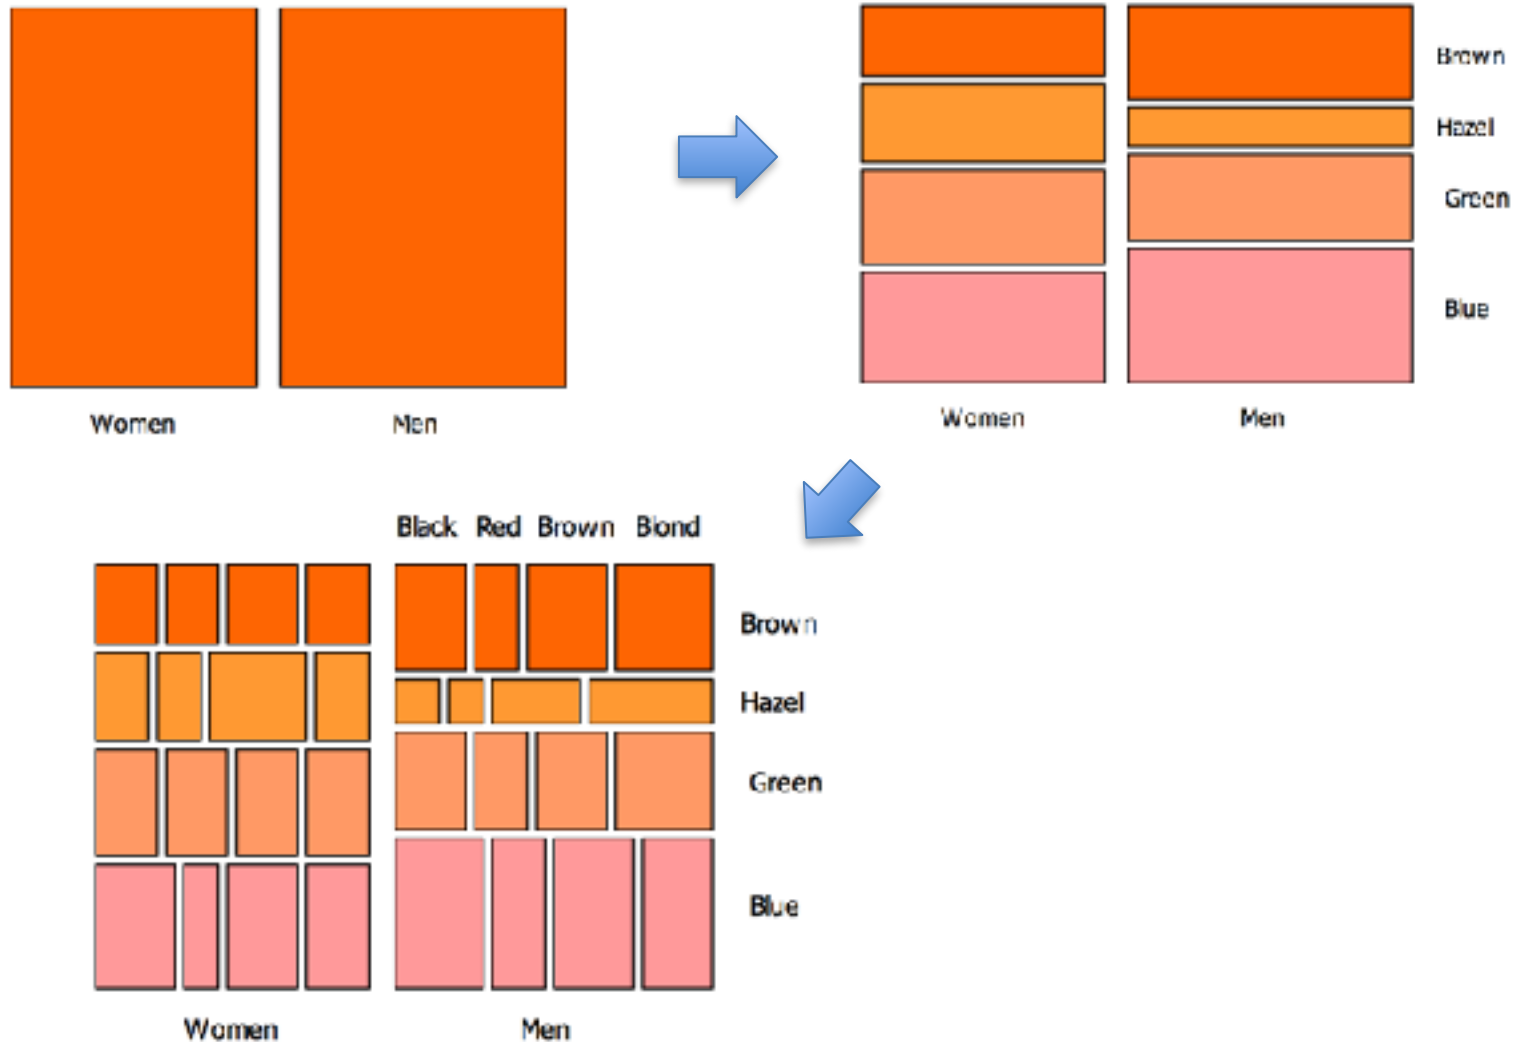 Brown
Hazel
Green
Blue
Women Men
Women Men
Black Red Brown Blond
Brown
Hazel
Green
Blue
Women Men